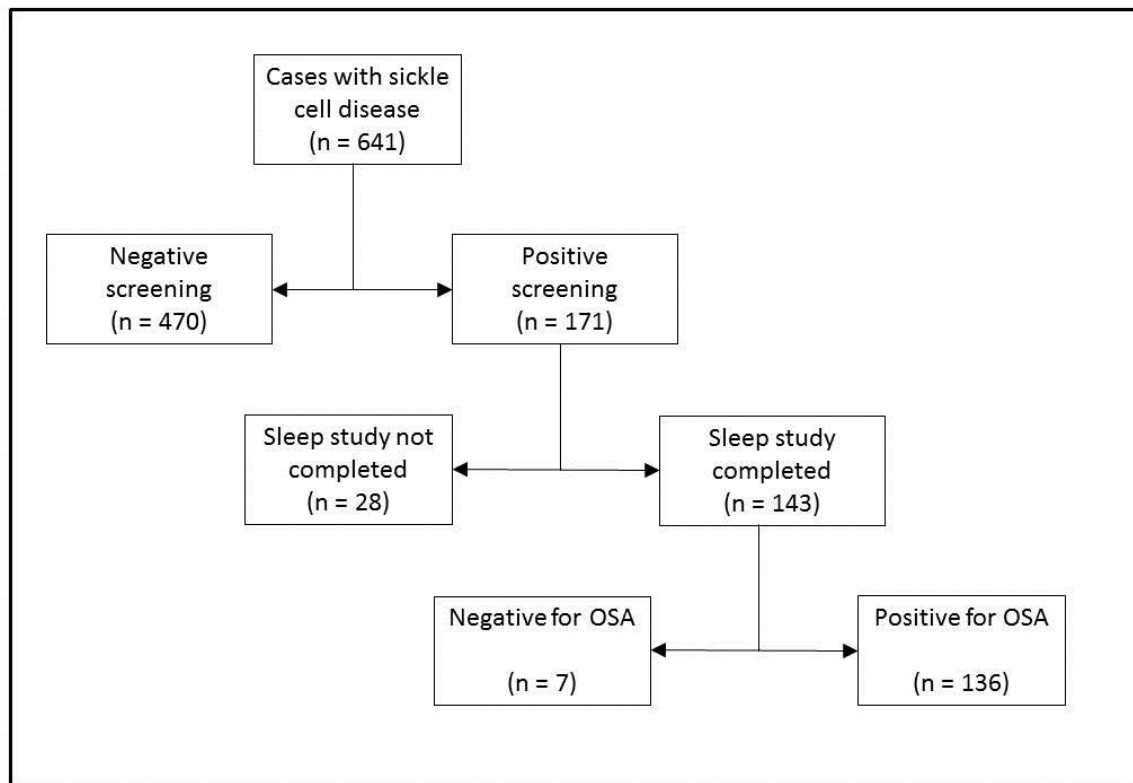 Cases with sickle
cell disease
(n = 641)
Negative
screening
(n = 470)
Positive
screening
(n = 171)
Sleep study not
completed
(n = 28)
Sleep study
completed
(n = 143)
Negative for OSA
(n = 7)
Positive for OSA
(n = 136)